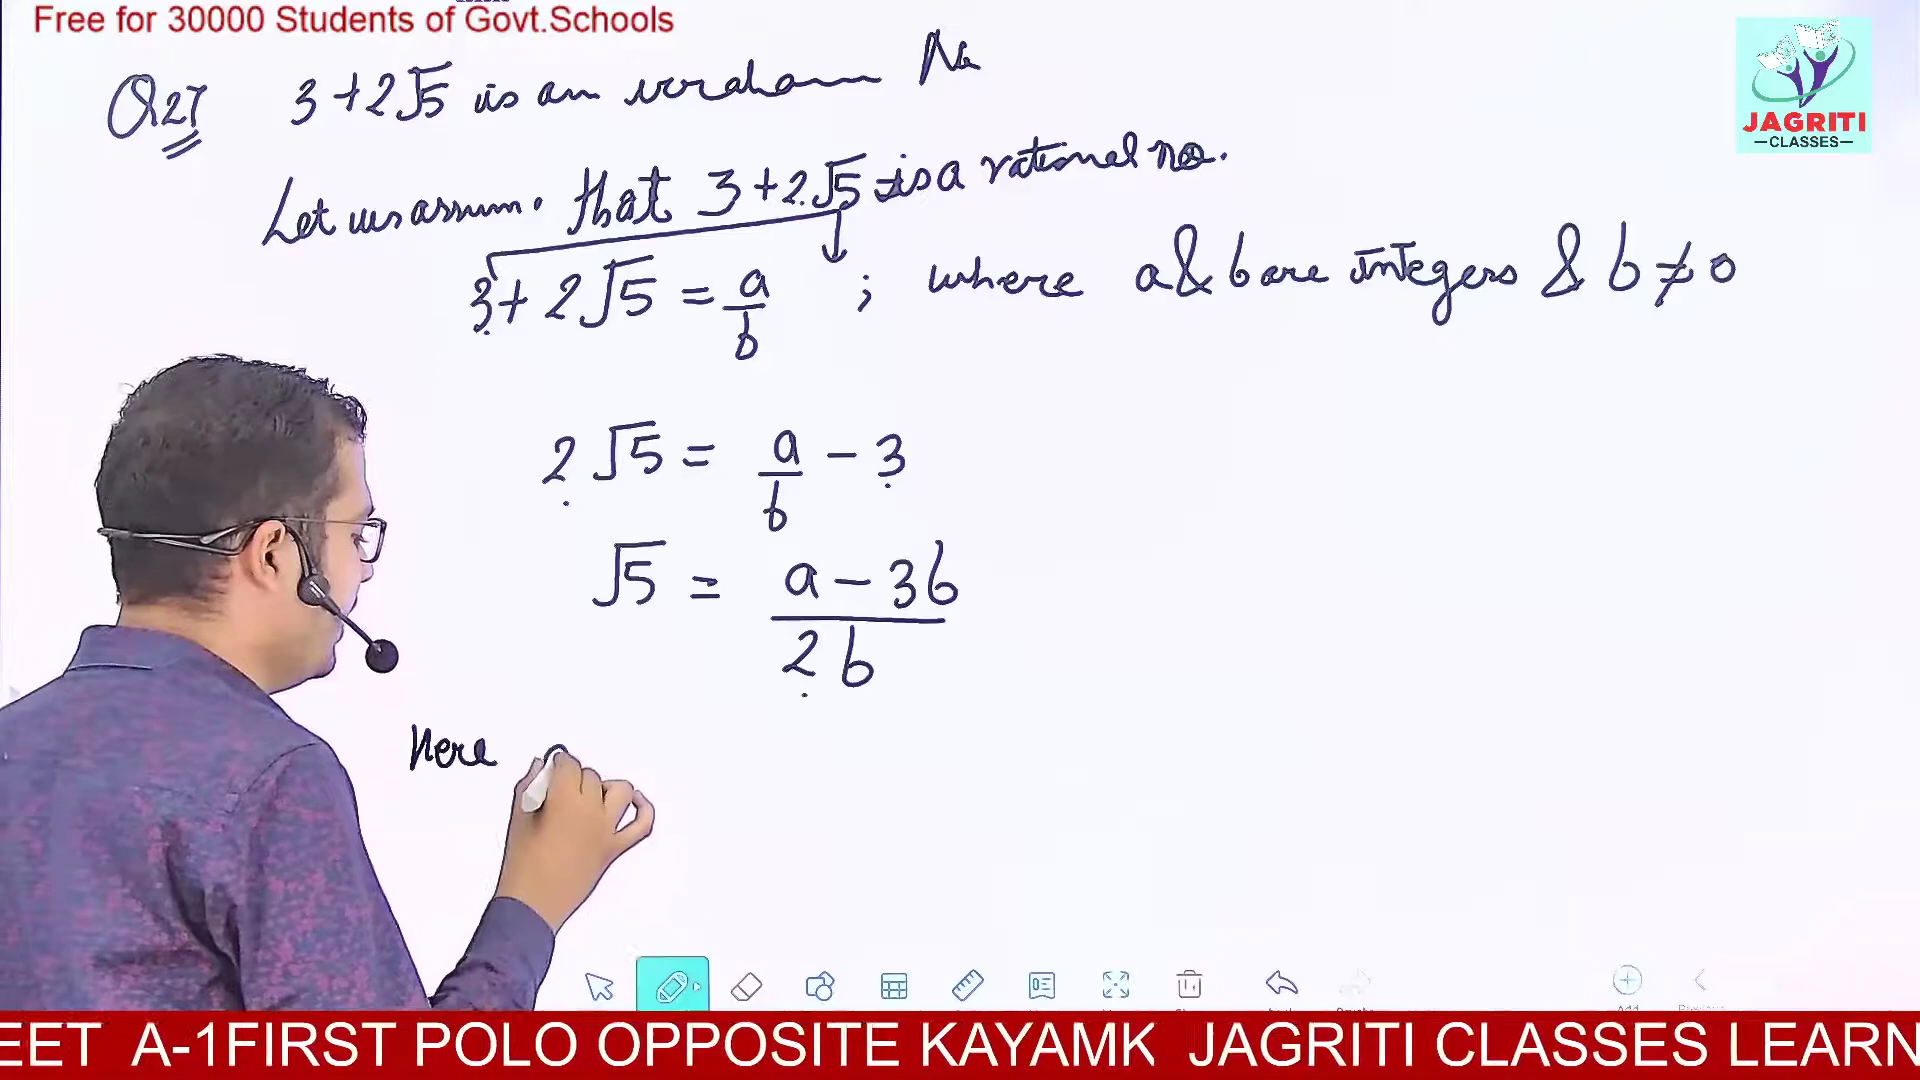 Free for 30000 Students of Govt.Schools
Q27 3+2√5 is an No
Let us assum. that 3+2√5 is a rational no.
3+2√5 = a/b ; where a & b are integers & b ≠ 0
2√5 = a/b - 3
√5 = a-3b/2b
here
JAGRITI
CLASSES
Add
EET A-1FIRST POLO OPPOSITE KAYAMK JAGRITI CLASSES LEARN